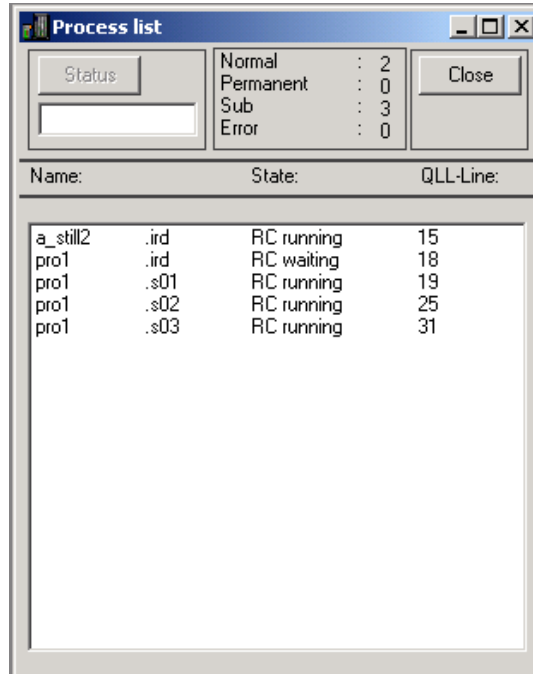 Process list
Status
Normal : 2
Permanent : 0
Sub : 3
Error : 0
Close
Name: State: QLL-Line:
a_still2 .ird RC running 15
pro1 .ird RC waiting 18
pro1 .s01 RC running 19
pro1 .s02 RC running 25
pro1 .s03 RC running 31